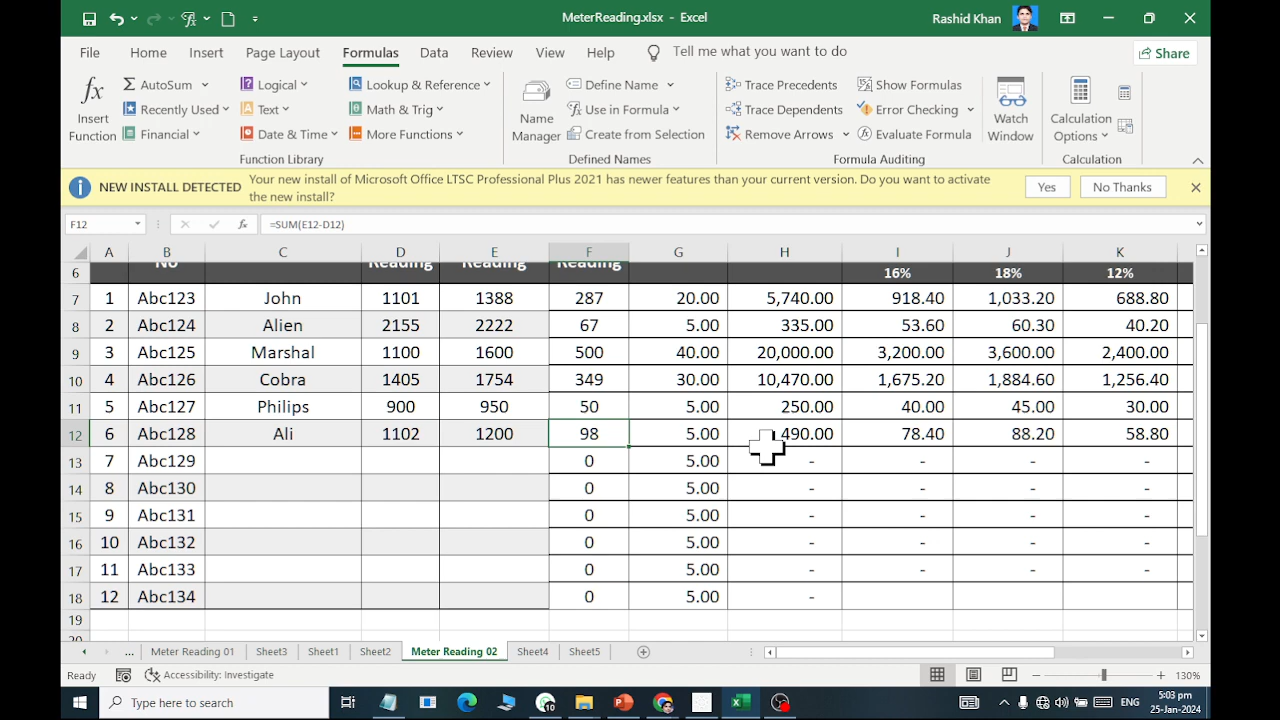 MeterReading.xlsx - Excel
Rashid Khan
File Home Insert Page Layout Formulas Data Review View Help Tell me what you want to do Share
Insert Function
AutoSum
Recently Used
Financial
Logical
Text
Date & Time
Lookup & Reference
Math & Trig
More Functions
Function Library
Name Manager
Define Name
Use in Formula
Create from Selection
Defined Names
Trace Precedents
Trace Dependents
Remove Arrows
Show Formulas
Error Checking
Evaluate Formula
Formula Auditing
Watch Window
Calculation Options
Calculation
NEW INSTALL DETECTED Your new install of Microsoft Office LTSC Professional Plus 2021 has newer features than your current version. Do you want to activate
the new install?
Yes No Thanks
F12 fx =SUM(E12-D12)
A B C D E F G H I J K
6 No Reading Reading Reading 16% 18% 12%
7 1 Abc123 John 1101 1388 287 20.00 5,740.00 918.40 1,033.20 688.80
8 2 Abc124 Alien 2155 2222 67 5.00 335.00 53.60 60.30 40.20
9 3 Abc125 Marshal 1100 1600 500 40.00 20,000.00 3,200.00 3,600.00 2,400.00
10 4 Abc126 Cobra 1405 1754 349 30.00 10,470.00 1,675.20 1,884.60 1,256.40
11 5 Abc127 Philips 900 950 50 5.00 250.00 40.00 45.00 30.00
12 6 Abc128 Ali 1102 1200 98 5.00 490.00 78.40 88.20 58.80
13 7 Abc129 0 5.00 - - - -
14 8 Abc130 0 5.00 - - - -
15 9 Abc131 0 5.00 - - - -
16 10 Abc132 0 5.00 - - - -
17 11 Abc133 0 5.00 - - - -
18 12 Abc134 0 5.00 -
19
20
... Meter Reading 01 Sheet3 Sheet1 Sheet2 Meter Reading 02 Sheet4 Sheet5
Ready Accessibility: Investigate 130%
Type here to search
10
ENG
5:03 pm
25-Jan-2024